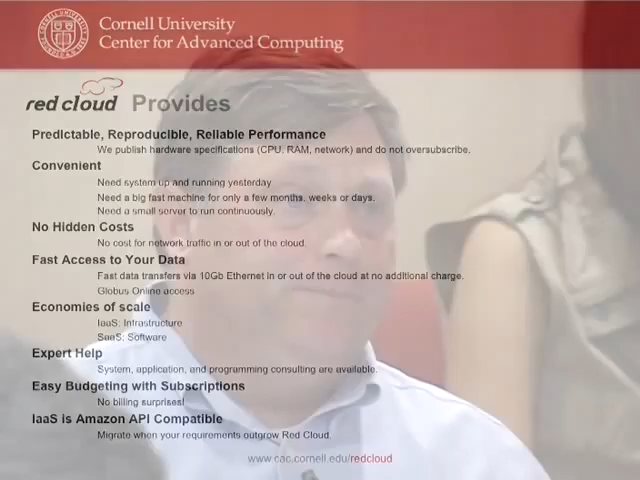 Cornell University
Center for Advanced Computing
red cloud Provides
Predictable, Reproducible, Reliable Performance
We publish hardware specifications (CPU, RAM, network) and do not oversubscribe.
Convenient
Need system up and running yesterday
Need a big fast machine for only a few months, weeks or days.
Need a small server to run continuously.
No Hidden Costs
No cost for network traffic in or out of the cloud.
Fast Access to Your Data
Fast data transfers via 10Gb Ethernet in or out of the cloud at no additional charge.
Globus Online access
Economies of scale
IaaS: Infrastructure
SaaS: Software
Expert Help
System, application, and programming consulting are available.
Easy Budgeting with Subscriptions
No billing surprises!
IaaS is Amazon API Compatible
Migrate when your requirements outgrow Red Cloud.
www.cac.cornell.edu/redcloud